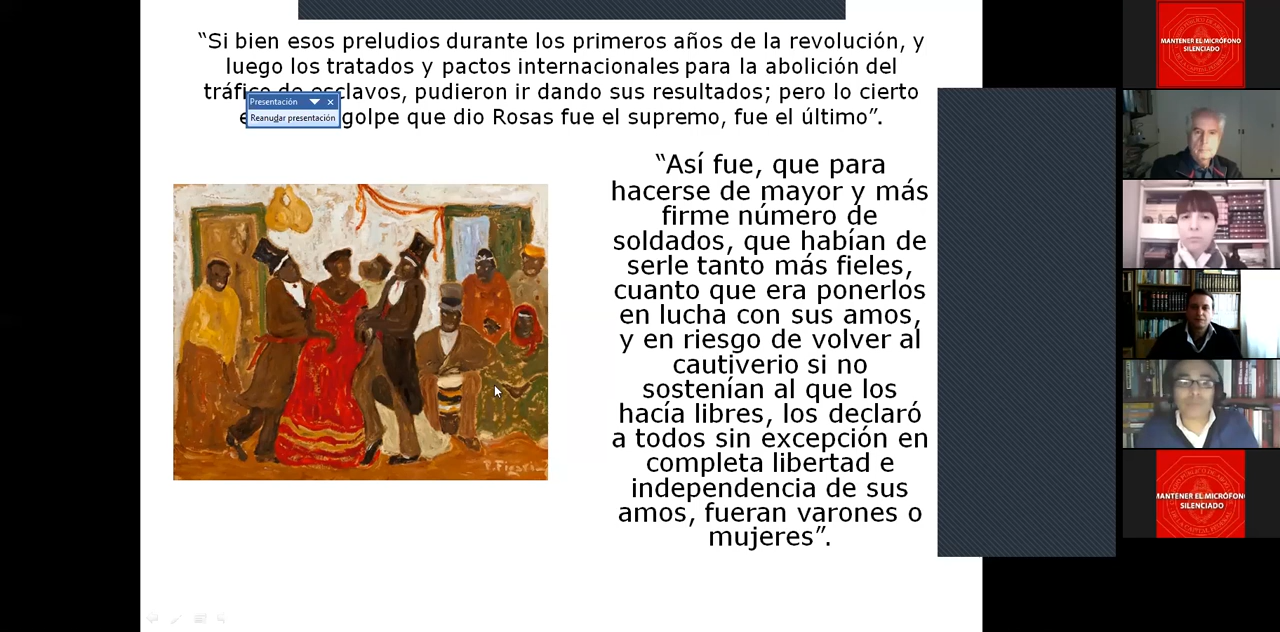 “Si bien esos preludios durante los primeros años de la revolución, y
luego los tratados y pactos internacionales para la abolición del
tráfico de esclavos, pudieron ir dando sus resultados; pero lo cierto
golpe que dio Rosas fue el supremo, fue el último”.
Presentación
Reanudar presentación
“Así fue, que para
hacerse de mayor y más
firme número de
soldados, que habían de
serle tanto más fieles,
cuanto que era ponerlos
en lucha con sus amos,
y en riesgo de volver al
cautiverio si no
sostenían al que los
hacía libres, los declaró
a todos sin excepción en
completa libertad e
independencia de sus
amos, fueran varones o
mujeres”.
P. Figari
MANTENER EL MICRÓFONO
SILENCIADO
MANTENER EL MICRÓFONO
SILENCIADO